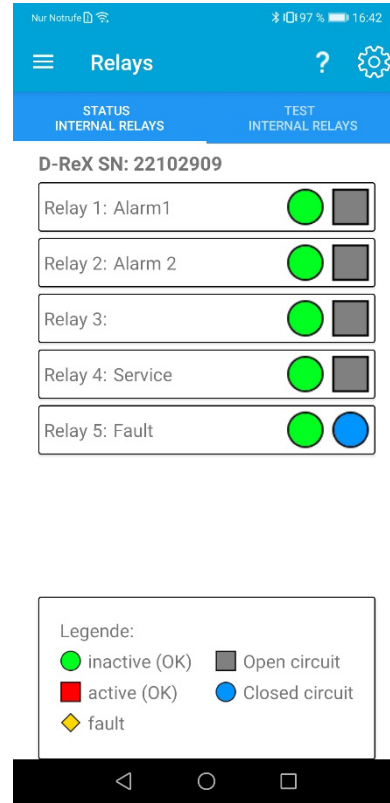 Nur Notrufe 97 % 16:42
Relays ?
STATUS
INTERNAL RELAYS
TEST
INTERNAL RELAYS
D-ReX SN: 22102909
Relay 1: Alarm1
Relay 2: Alarm 2
Relay 3:
Relay 4: Service
Relay 5: Fault
Legende:
inactive (OK) Open circuit
active (OK) Closed circuit
fault